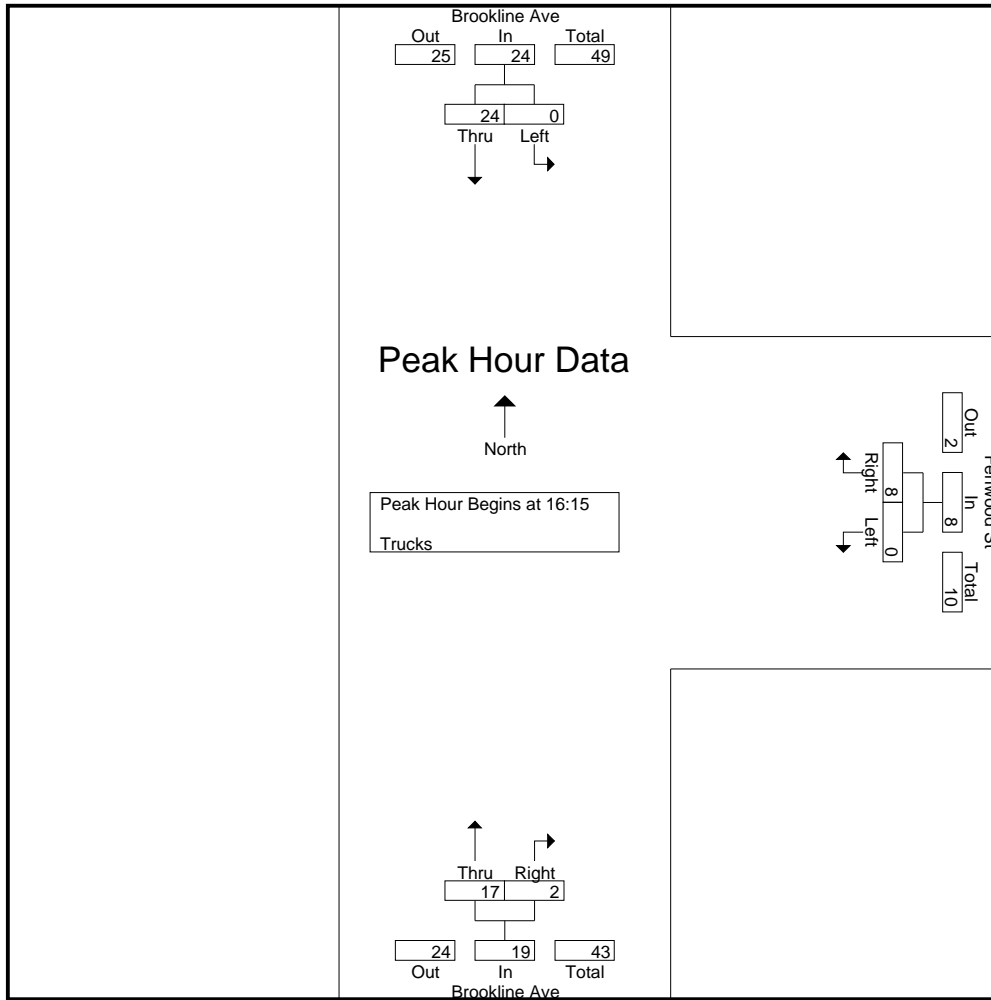 Brookline Ave
Out In Total
25 24 49
24 0
Thru Left
Peak Hour Data
North
Peak Hour Begins at 16:15
Trucks
Out In Total
2 8 10
Right Left
8 0
Thru Right
17 2
24 19 43
Out In Total
Brookline Ave